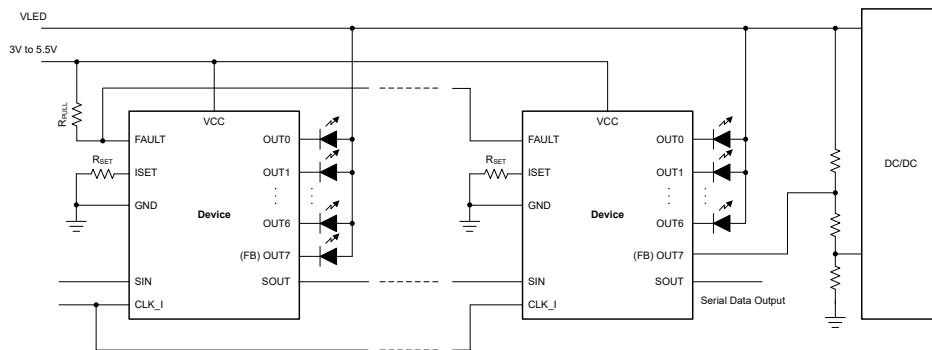 VLED
3V to 5.5V
RPULL
VCC
FAULT
OUT0
RSET
ISET
OUT1
GND
Device
OUT6
(FB) OUT7
SIN
SOUT
CLK_I
VCC
FAULT
OUT0
RSET
ISET
OUT1
GND
Device
OUT6
(FB) OUT7
SIN
SOUT
CLK_I
Serial Data Output
DC/DC